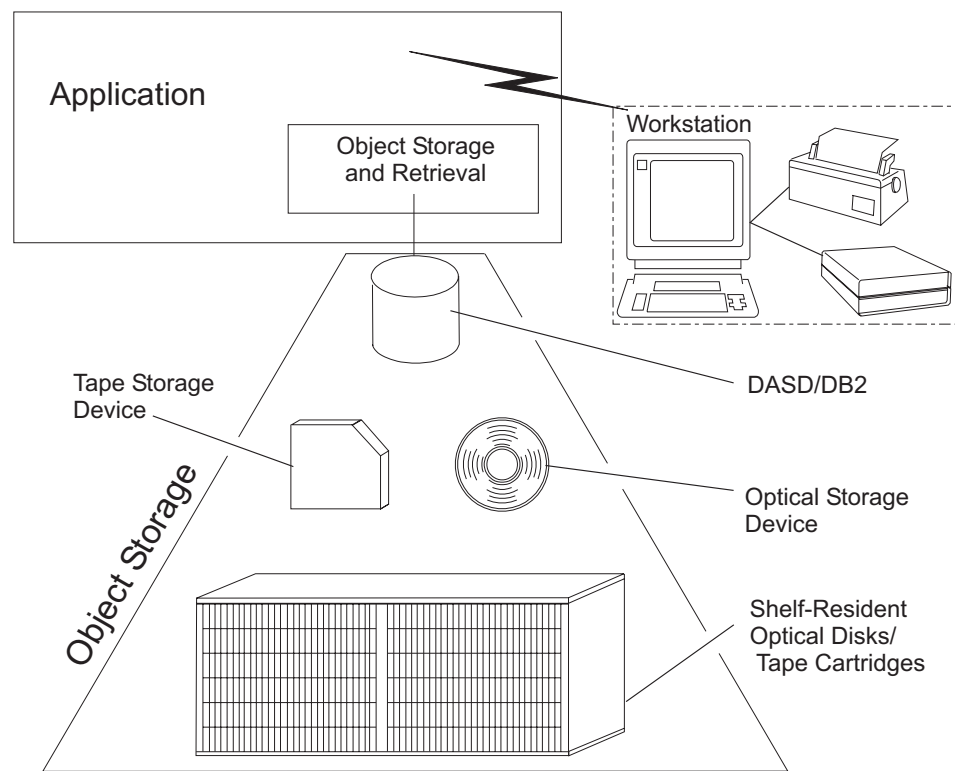 Application
Object Storage
and Retrieval
Workstation
DASD/DB2
Tape Storage
Device
Optical Storage
Device
Object Storage
Shelf-Resident
Optical Disks/
Tape Cartridges